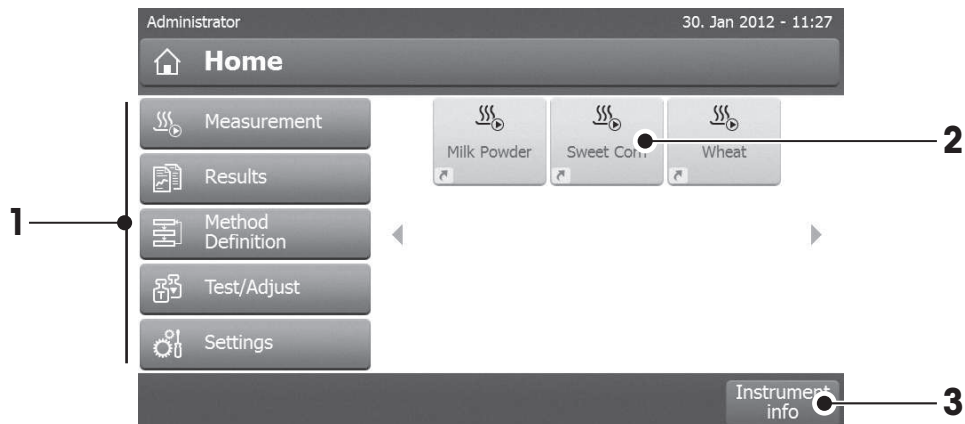 Administrator 30. Jan 2012 - 11:27
Home
Measurement
Results
Method
Definition
Test/Adjust
Settings
Milk Powder
Sweet Corn
Wheat
Instrument
info
1
2
3